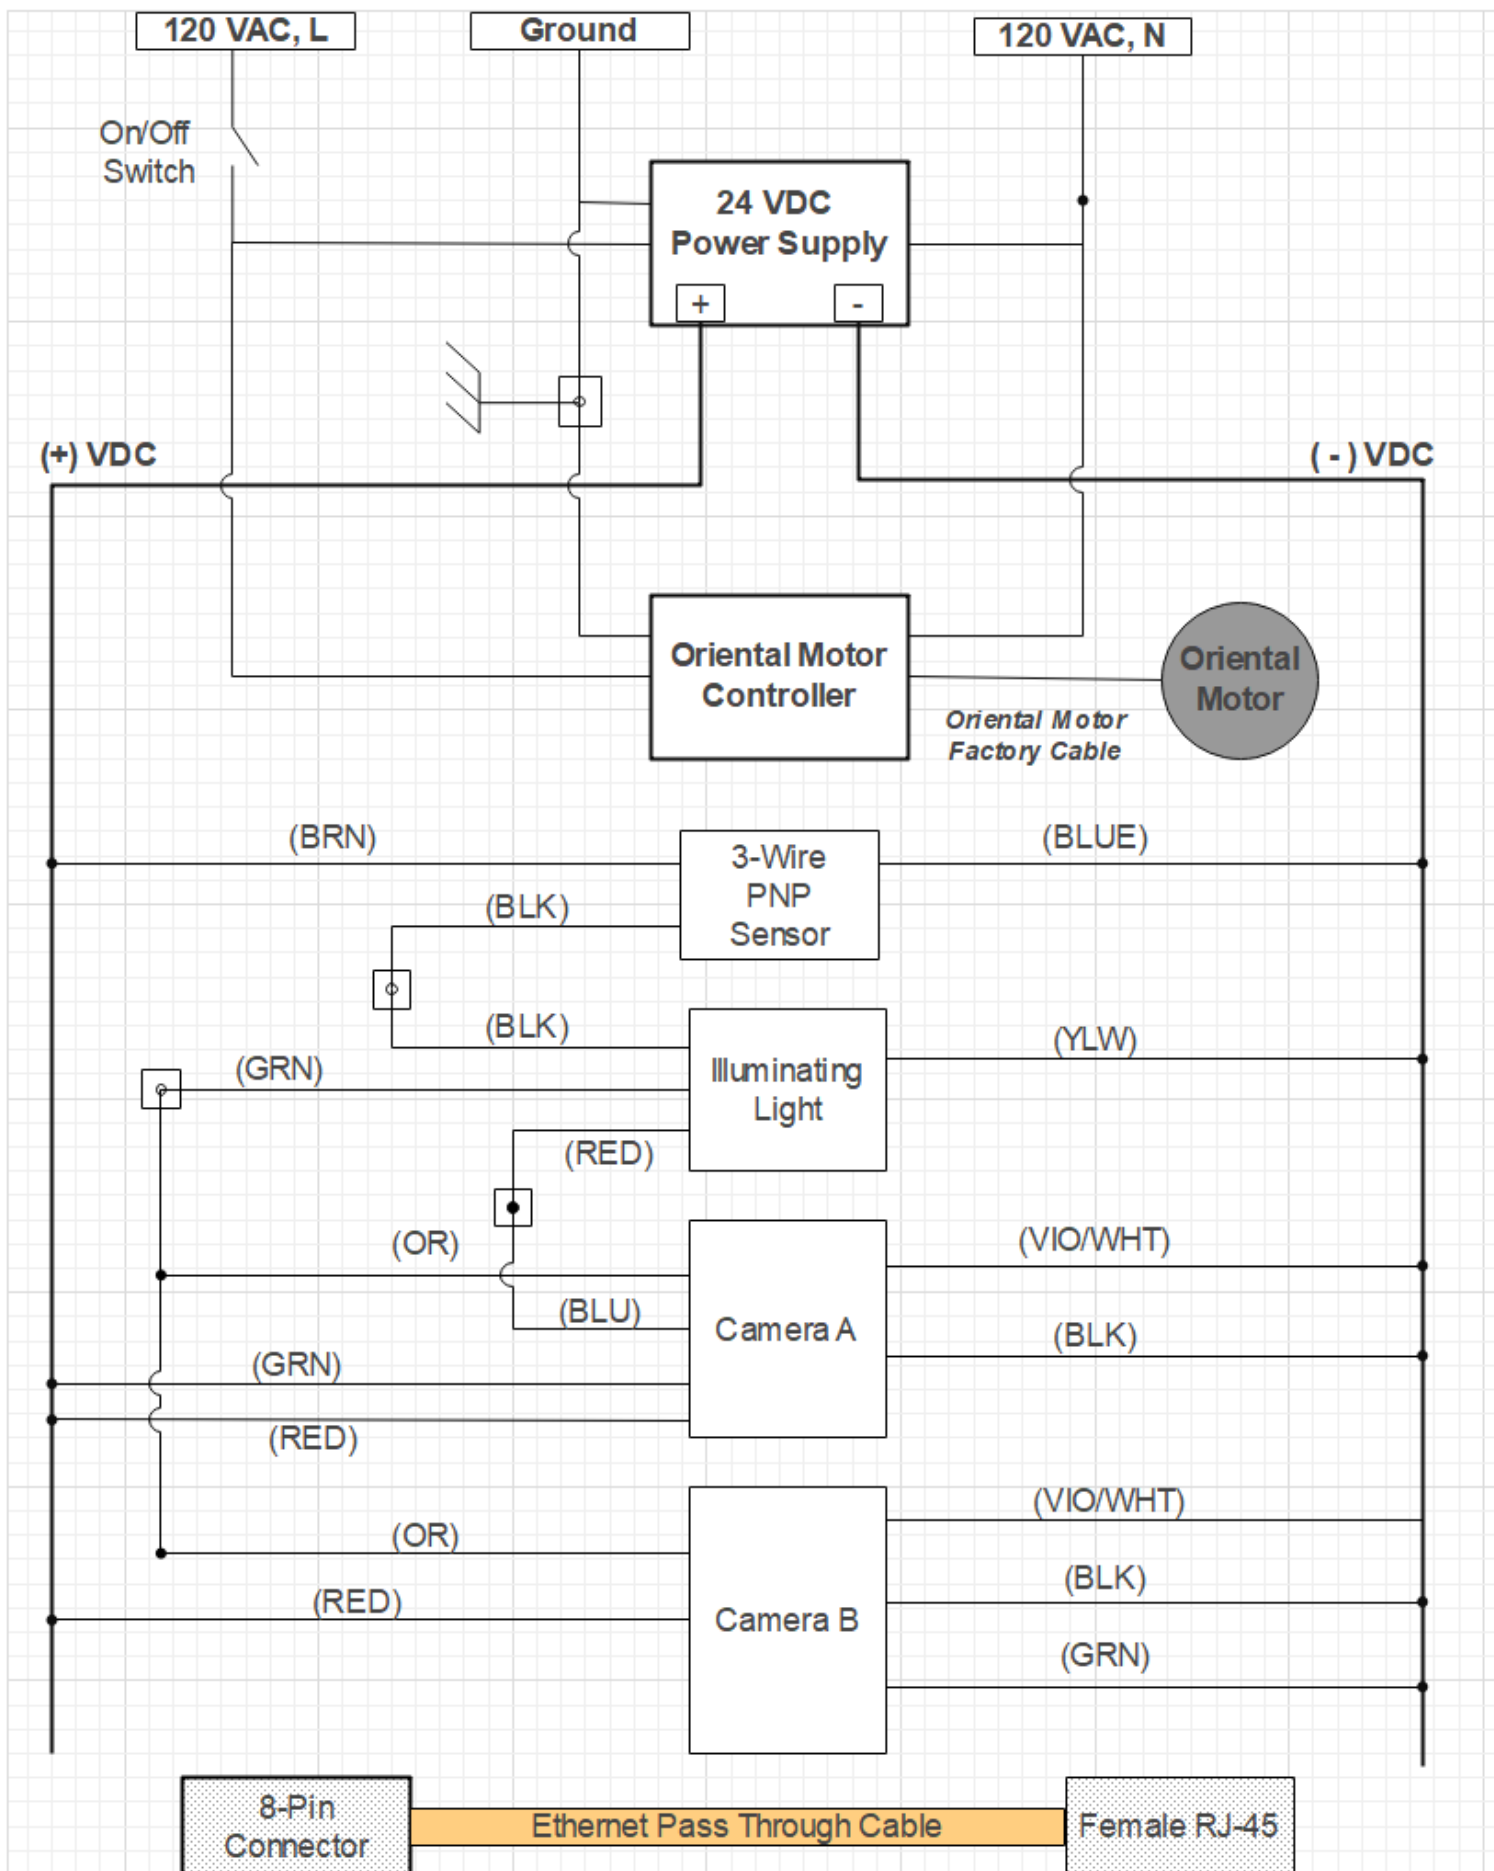 120 VAC, L
Ground
120 VAC, N
On/Off
Switch
24 VDC
Power Supply
+
-
(+) VDC
( - ) VDC
Oriental Motor
Controller
Oriental
Motor
Oriental Motor
Factory Cable
(BRN)
3-Wire
PNP
Sensor
(BLUE)
(BLK)
(BLK)
(GRN)
Illuminating
Light
(YLW)
(RED)
(OR)
(VIO/WHT)
(BLU)
Camera A
(BLK)
(GRN)
(RED)
(VIO/WHT)
(OR)
(BLK)
(RED)
Camera B
(GRN)
8-Pin
Connector
Ethernet Pass Through Cable
Female RJ-45